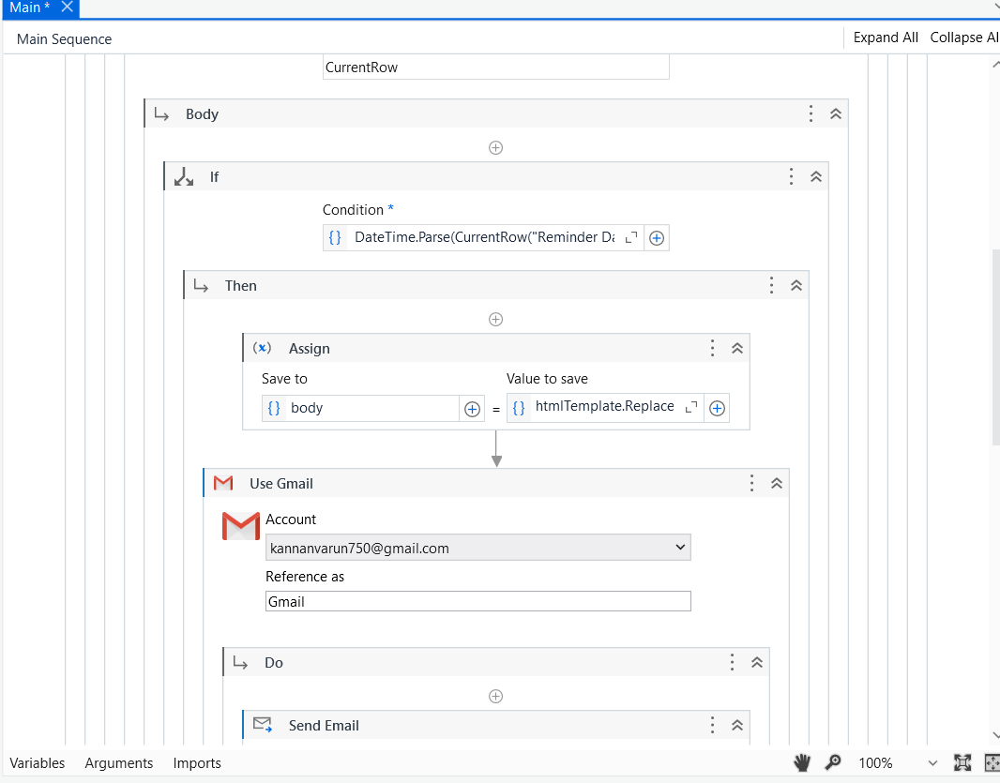 Main *
Main Sequence
Expand All Collapse Al
CurrentRow
Body
If
Condition *
{} DateTime.Parse(CurrentRow("Reminder Da
Then
(x) Assign
Save to Value to save
{} body = {} htmlTemplate.Replace
Use Gmail
Account
kannanvarun750@gmail.com
Reference as
Gmail
Do
Send Email
Variables Arguments Imports 100%